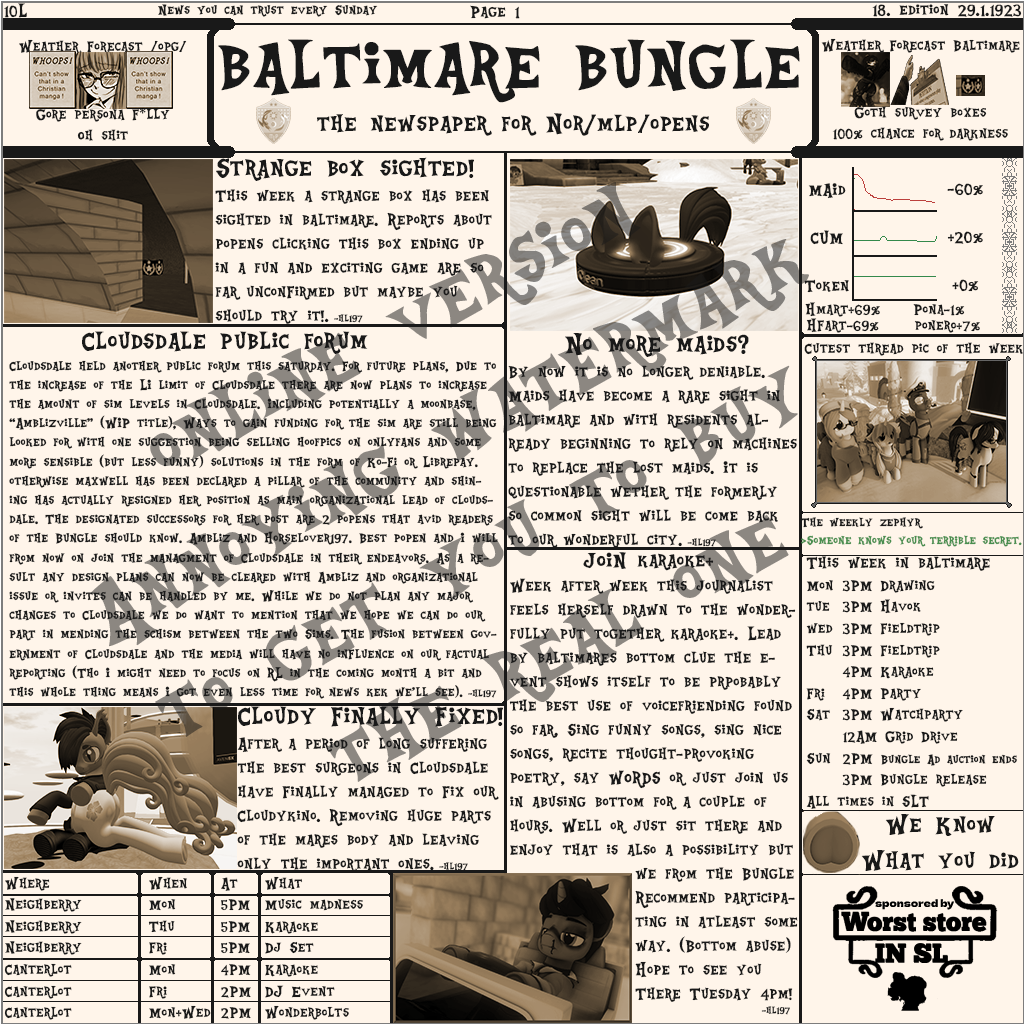 10L
News you can trust every Sunday
Page 1
18. edition 29.1.1923
Weather Forecast /opg/
WHOOPS!
Can't show
that in a
Christian
manga !
WHOOPS!
Can't show
that in a
Christian
manga !
Gore persona F*lly
oh shit
Baltimare Bungle
the newspaper for Nor/mlp/opens
Weather Forecast Baltimare
Goth survey boxes
100% chance for darkness
Strange box sighted!
This week a strange box has been
sighted in baltimare. Reports about
popens clicking this box ending up
in a fun and exciting game are so
far unconfirmed but maybe you
should try it!. -HL197
Cloudsdale public forum
Cloudsdale held another public forum this saturday. For future plans. Due to
the increase of the Li limit of Cloudsdale there are now plans to increase
the amount of sim levels in Cloudsdale. Including potentially a moonbase.
"Amblizville" (WIP title). Ways to gain funding for the sim are still being
looked for with one suggestion being selling Hoofpics on onlyfans and some
more sensible (but less funny) solutions in the form of Ko-Fi or Librepay.
otherwise maxwell has been declared a pillar of the community and shin-
ing has actually resigned her position as main organizational lead of clouds-
dale. The designated successors for her post are 2 popens that avid readers
of the bungle should know. Ambliz and HorseLover197. Best popen and I will
from now on join the managment of Cloudsdale in their endeavors. As a re-
sult any design plans can now be cleared with Ambliz and organizational
issue or invites can be handled by me. While we do not plan any major
changes to Cloudsdale we do want to mention that we hope we can do our
part in mending the schism between the two sims. The fusion between Gov-
ernment of Cloudsdale and the media will have no influence on our factual
reporting (Tho i might need to focus on RL in the coming month a bit and
this whole thing means i got even less time for news kek we'll see). -HL197
Cloudy Finally Fixed!
After a period of long suffering
the best surgeons in Cloudsdale
have finally managed to fix our
Cloudykino. Removing huge parts
of the mares body and leaving
only the important ones. -HL197
Where When At What
Neighberry Mon 5PM Music madness
Neighberry Thu 5PM Karaoke
Neighberry Fri 5PM DJ Set
Canterlot Mon 4PM Karaoke
Canterlot Fri 2PM DJ Event
Canterlot Mon+Wed 2PM Wonderbolts
clean
No more maids?
By now it is no longer deniable.
Maids have become a rare sight in
Baltimare and with residents al-
ready beginning to rely on machines
to replace the lost maids. it is
questionable wether the formerly
so common sight will be come back
to our wonderful city. -HL197
Join karaoke+
Week after week this journalist
feels herself drawn to the wonder-
fully put together karaoke+. Lead
by baltimares bottom clue the e-
vent shows itself to be prpobably
the best use of voicefriending found
so far. Sing funny songs, sing nice
songs, recite thought-provoking
poetry, say WORDS or just join us
in abusing bottom for a couple of
hours. Well or just sit there and
enjoy that is also a possibility but
we from the Bungle
Recommend participa-
ting in atleast some
way. (Bottom abuse)
Hope to see you
there Tuesday 4PM!
-HL197
Maid -60%
Cum +20%
Token +0%
Hmart+69% Pona-1%
Hfart-69% Ponero+7%
Cutest thread pic of the week
The weekly zephyr
>Someone knows your terrible secret.
This week in Baltimare
Mon 3PM Drawing
Tue 3PM Havok
Wed 3PM Fieldtrip
Thu 3PM Fieldtrip
4PM Karaoke
Fri 4PM Party
Sat 3PM Watchparty
12AM Grid Drive
Sun 2PM Bungle Ad auction ends
3PM Bungle release
All times in SLT
We Know
What you did
sponsored by
Worst store
IN SL
Online version
Annoying watermark
to get you to buy
the real one